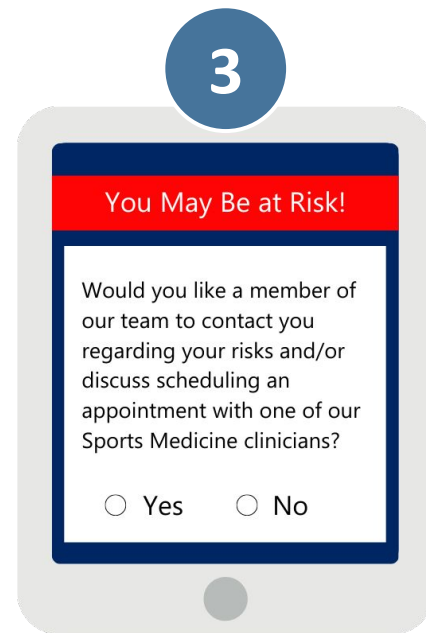 3
You May Be at Risk!
Would you like a member of
our team to contact you
regarding your risks and/or
discuss scheduling an
appointment with one of our
Sports Medicine clinicians?
Yes No